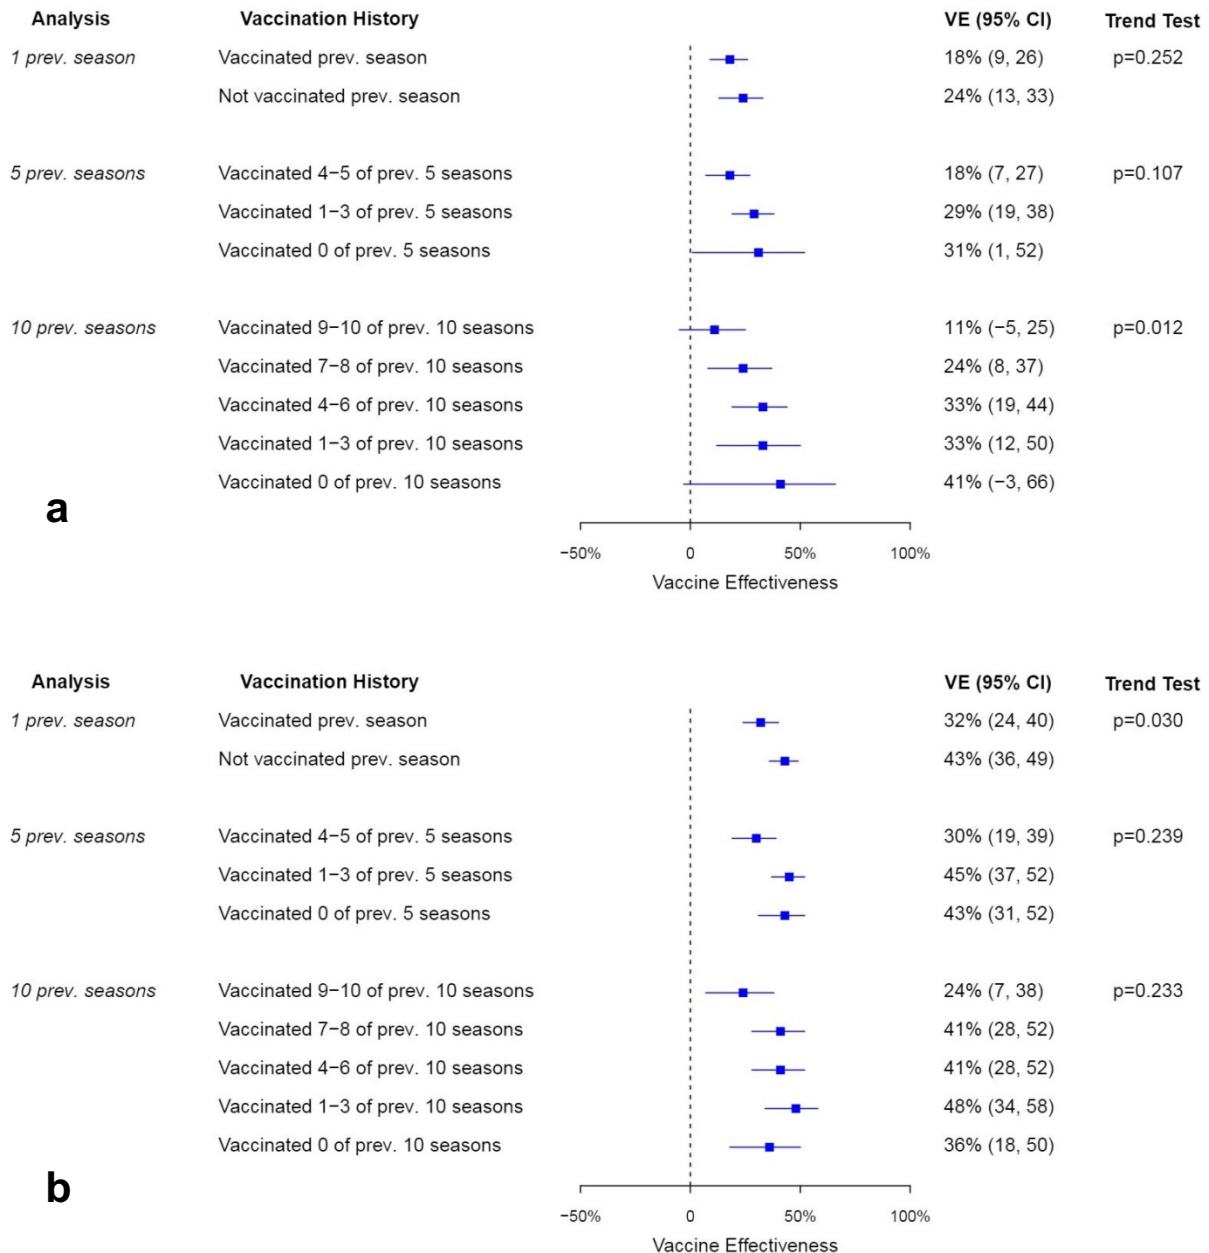 Analysis Vaccination History VE (95% CI) Trend Test
1 prev. season Vaccinated prev. season 18% (9, 26) p=0.252
Not vaccinated prev. season 24% (13, 33)
5 prev. seasons Vaccinated 4−5 of prev. 5 seasons 18% (7, 27) p=0.107
Vaccinated 1−3 of prev. 5 seasons 29% (19, 38)
Vaccinated 0 of prev. 5 seasons 31% (1, 52)
10 prev. seasons Vaccinated 9−10 of prev. 10 seasons 11% (−5, 25) p=0.012
Vaccinated 7−8 of prev. 10 seasons 24% (8, 37)
Vaccinated 4−6 of prev. 10 seasons 33% (19, 44)
Vaccinated 1−3 of prev. 10 seasons 33% (12, 50)
Vaccinated 0 of prev. 10 seasons 41% (−3, 66)
a
−50% 0 50% 100%
Vaccine Effectiveness
Analysis Vaccination History VE (95% CI) Trend Test
1 prev. season Vaccinated prev. season 32% (24, 40) p=0.030
Not vaccinated prev. season 43% (36, 49)
5 prev. seasons Vaccinated 4−5 of prev. 5 seasons 30% (19, 39) p=0.239
Vaccinated 1−3 of prev. 5 seasons 45% (37, 52)
Vaccinated 0 of prev. 5 seasons 43% (31, 52)
10 prev. seasons Vaccinated 9−10 of prev. 10 seasons 24% (7, 38) p=0.233
Vaccinated 7−8 of prev. 10 seasons 41% (28, 52)
Vaccinated 4−6 of prev. 10 seasons 41% (28, 52)
Vaccinated 1−3 of prev. 10 seasons 48% (34, 58)
Vaccinated 0 of prev. 10 seasons 36% (18, 50)
b
−50% 0 50% 100%
Vaccine Effectiveness